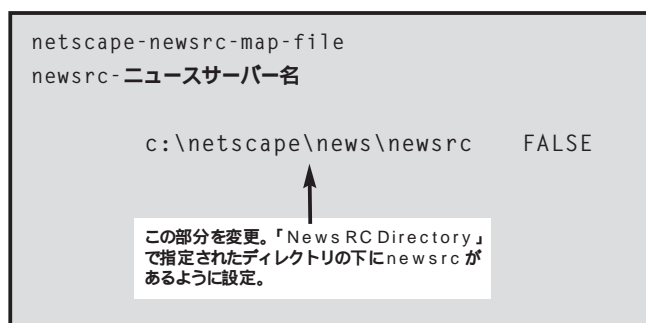 netscape-newsrc-map-file
newsrc-ニュースサーバー名
c:\netscape\news\newsrc FALSE
この部分を変更。「News RC Directory」
で指定されたディレクトリの下にnewsrcが
あるように設定。